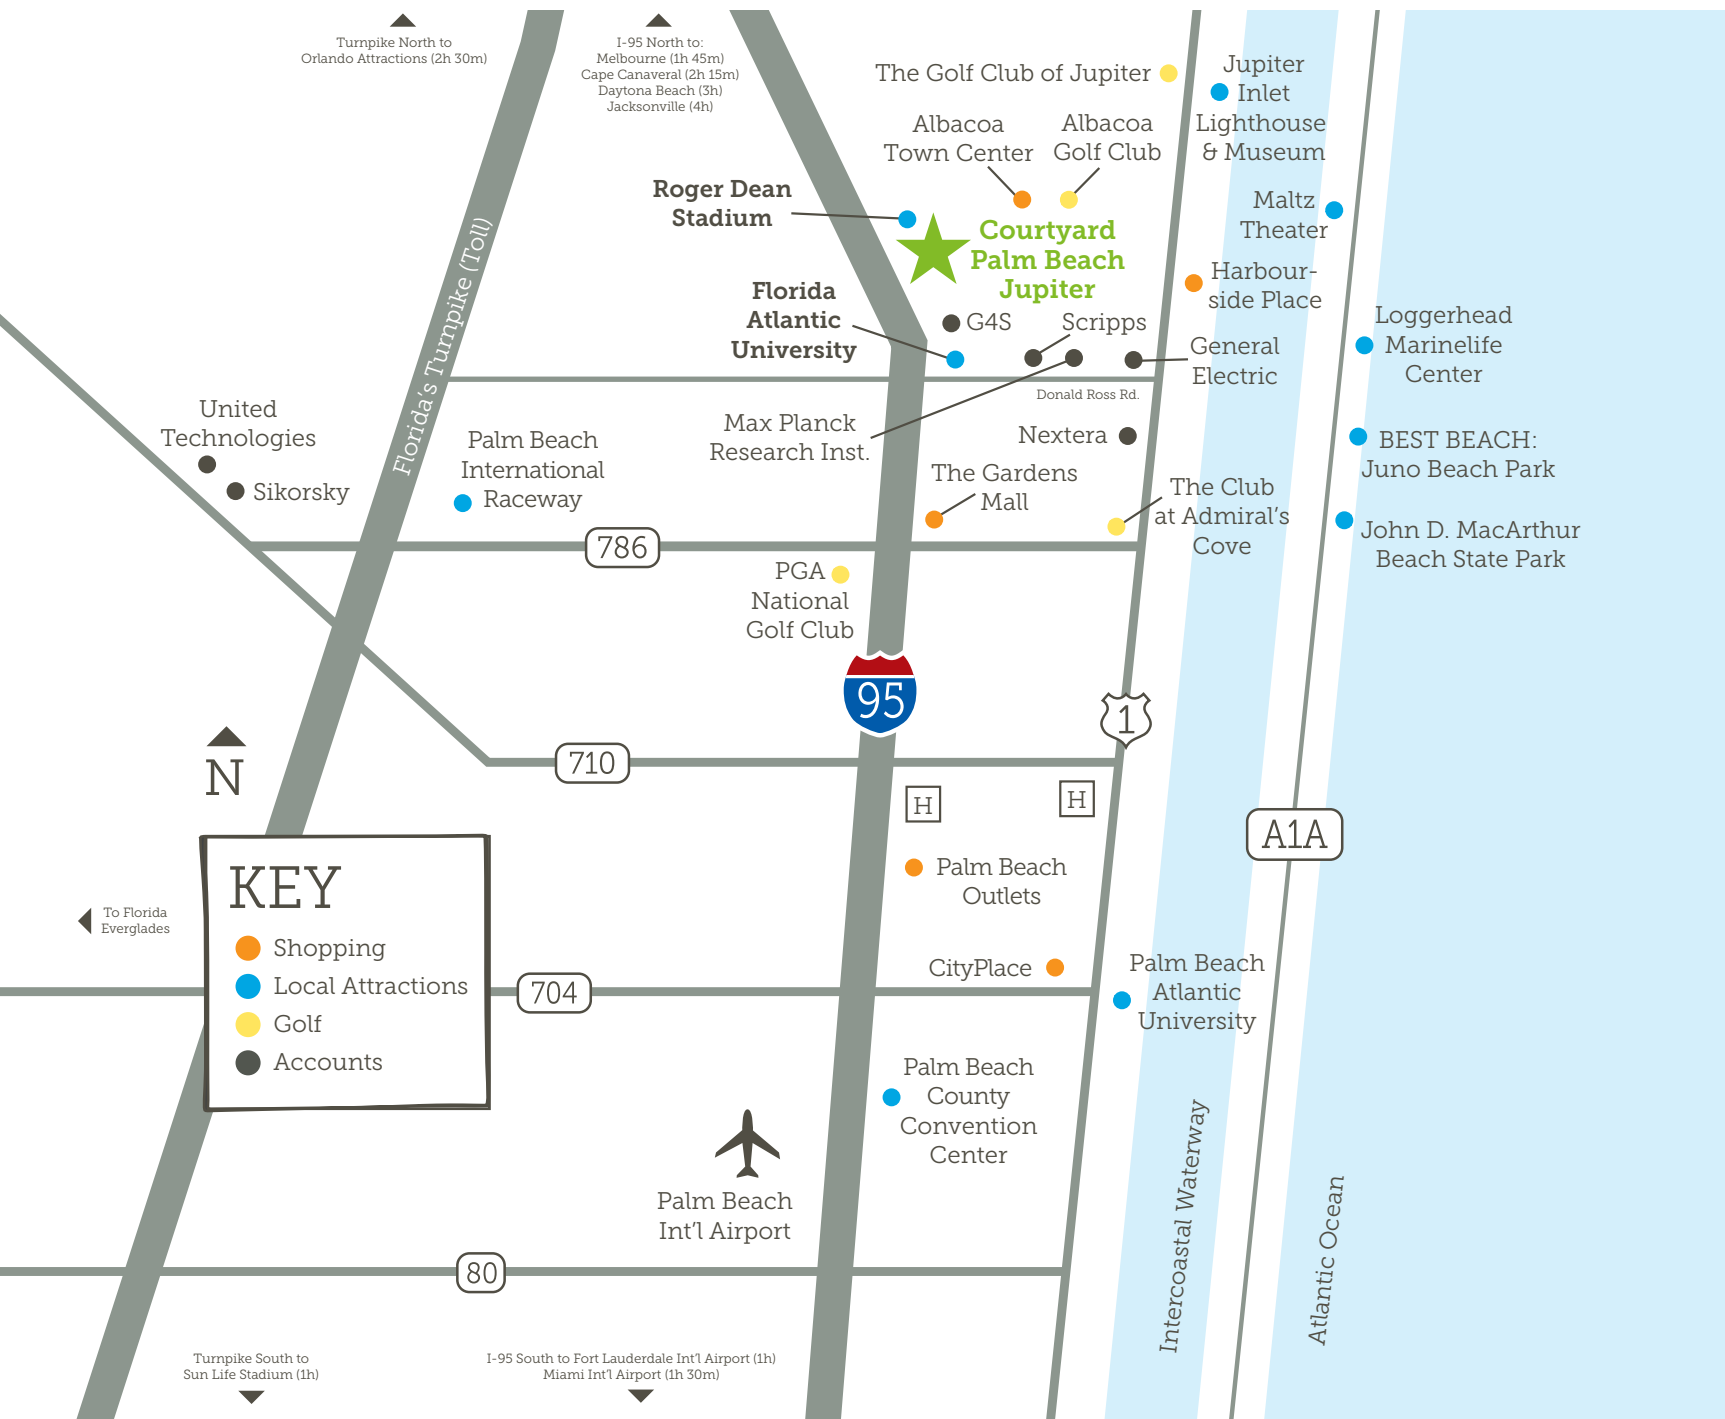 Turnpike North to
Orlando Attractions (2h 30m)
I-95 North to:
Melbourne (1h 45m)
Cape Canaveral (2h 15m)
Daytona Beach (3h)
Jacksonville (4h)
The Golf Club of Jupiter
Jupiter
Inlet
Lighthouse
& Museum
Albacoa
Town Center
Albacoa
Golf Club
Roger Dean
Stadium
Maltz
Theater
Courtyard
Palm Beach
Jupiter
Harbour-
side Place
Florida
Atlantic
University
G4S
Scripps
General
Electric
Loggerhead
Marinelife
Center
Donald Ross Rd.
Florida's Turnpike (Toll)
United
Technologies
Sikorsky
Palm Beach
International
Raceway
Max Planck
Research Inst.
Nextera
BEST BEACH:
Juno Beach Park
The Gardens
Mall
The Club
at Admiral's
Cove
John D. MacArthur
Beach State Park
786
PGA
National
Golf Club
95
1
710
N
H
H
A1A
KEY
Shopping
Local Attractions
Golf
Accounts
To Florida
Everglades
Palm Beach
Outlets
CityPlace
Palm Beach
Atlantic
University
704
Palm Beach
County
Convention
Center
Palm Beach
Int'l Airport
Intercoastal Waterway
Atlantic Ocean
80
Turnpike South to
Sun Life Stadium (1h)
I-95 South to Fort Lauderdale Int'l Airport (1h)
Miami Int'l Airport (1h 30m)